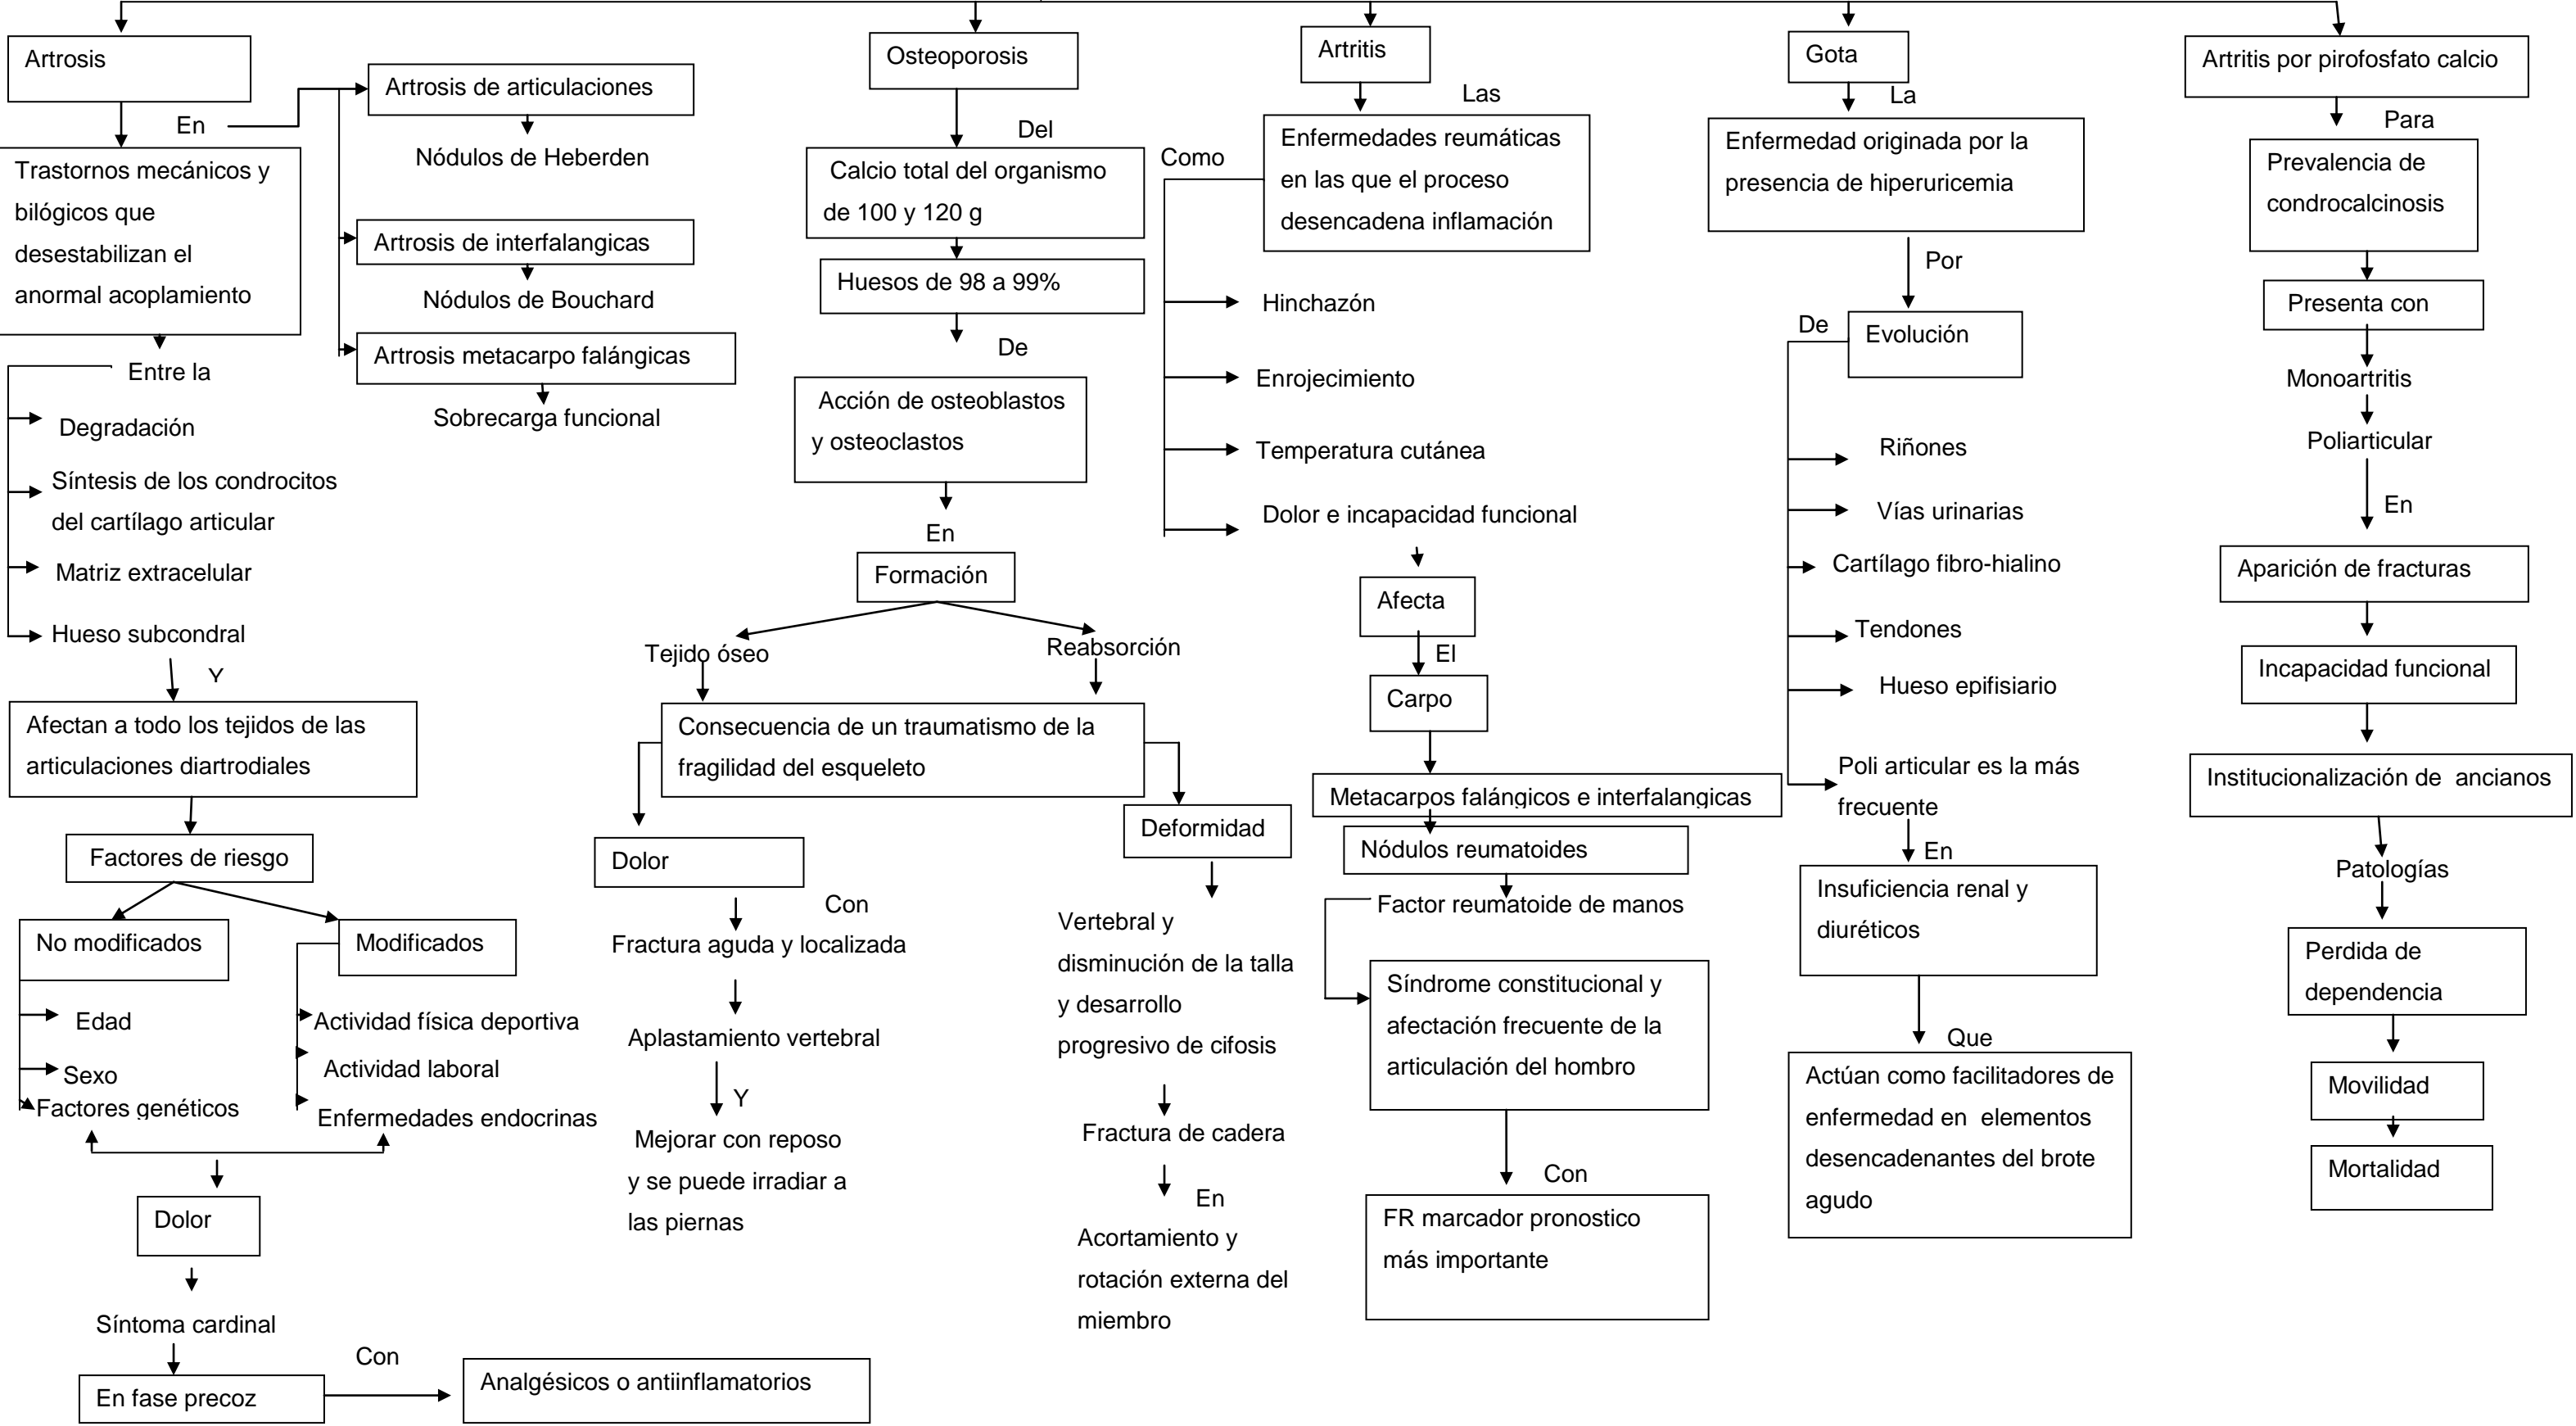 Artrosis
En
Trastornos mecánicos y
bilógicos que
desestabilizan el
anormal acoplamiento
Entre la
Degradación
Síntesis de los condrocitos
del cartílago articular
Matriz extracelular
Hueso subcondral
Y
Afectan a todo los tejidos de las
articulaciones diartrodiales
Factores de riesgo
No modificados
Edad
Sexo
Factores genéticos
Modificados
Actividad física deportiva
Actividad laboral
Enfermedades endocrinas
Dolor
Síntoma cardinal
En fase precoz
Con
Analgésicos o antiinflamatorios
Artrosis de articulaciones
Nódulos de Heberden
Artrosis de interfalangicas
Nódulos de Bouchard
Artrosis metacarpo falángicas
Sobrecarga funcional
Osteoporosis
Del
Calcio total del organismo
de 100 y 120 g
Huesos de 98 a 99%
De
Acción de osteoblastos
y osteoclastos
En
Formación
Tejido óseo
Reabsorción
Consecuencia de un traumatismo de la
fragilidad del esqueleto
Dolor
Con
Fractura aguda y localizada
Aplastamiento vertebral
Y
Mejorar con reposo
y se puede irradiar a
las piernas
Deformidad
Vertebral y
disminución de la talla
y desarrollo
progresivo de cifosis
Fractura de cadera
En
Acortamiento y
rotación externa del
miembro
Artritis
Las
Enfermedades reumáticas
en las que el proceso
desencadena inflamación
Como
Hinchazón
Enrojecimiento
Temperatura cutánea
Dolor e incapacidad funcional
Afecta
El
Carpo
Metacarpos falángicos e interfalangicas
Nódulos reumatoides
Factor reumatoide de manos
Síndrome constitucional y
afectación frecuente de la
articulación del hombro
Con
FR marcador pronostico
más importante
Gota
La
Enfermedad originada por la
presencia de hiperuricemia
Por
Evolución
De
Riñones
Vías urinarias
Cartílago fibro-hialino
Tendones
Hueso epifisiario
Poli articular es la más
frecuente
En
Insuficiencia renal y
diuréticos
Que
Actúan como facilitadores de
enfermedad en elementos
desencadenantes del brote
agudo
Artritis por pirofosfato calcio
Para
Prevalencia de
condrocalcinosis
Presenta con
Monoartritis
Poliarticular
En
Aparición de fracturas
Incapacidad funcional
Institucionalización de ancianos
Patologías
Perdida de
dependencia
Movilidad
Mortalidad